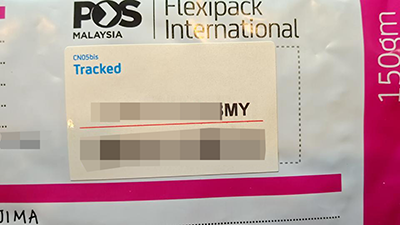 POS Flexipack
MALAYSIA International
CN05bis
Tracked
MY
150gm
JIMA